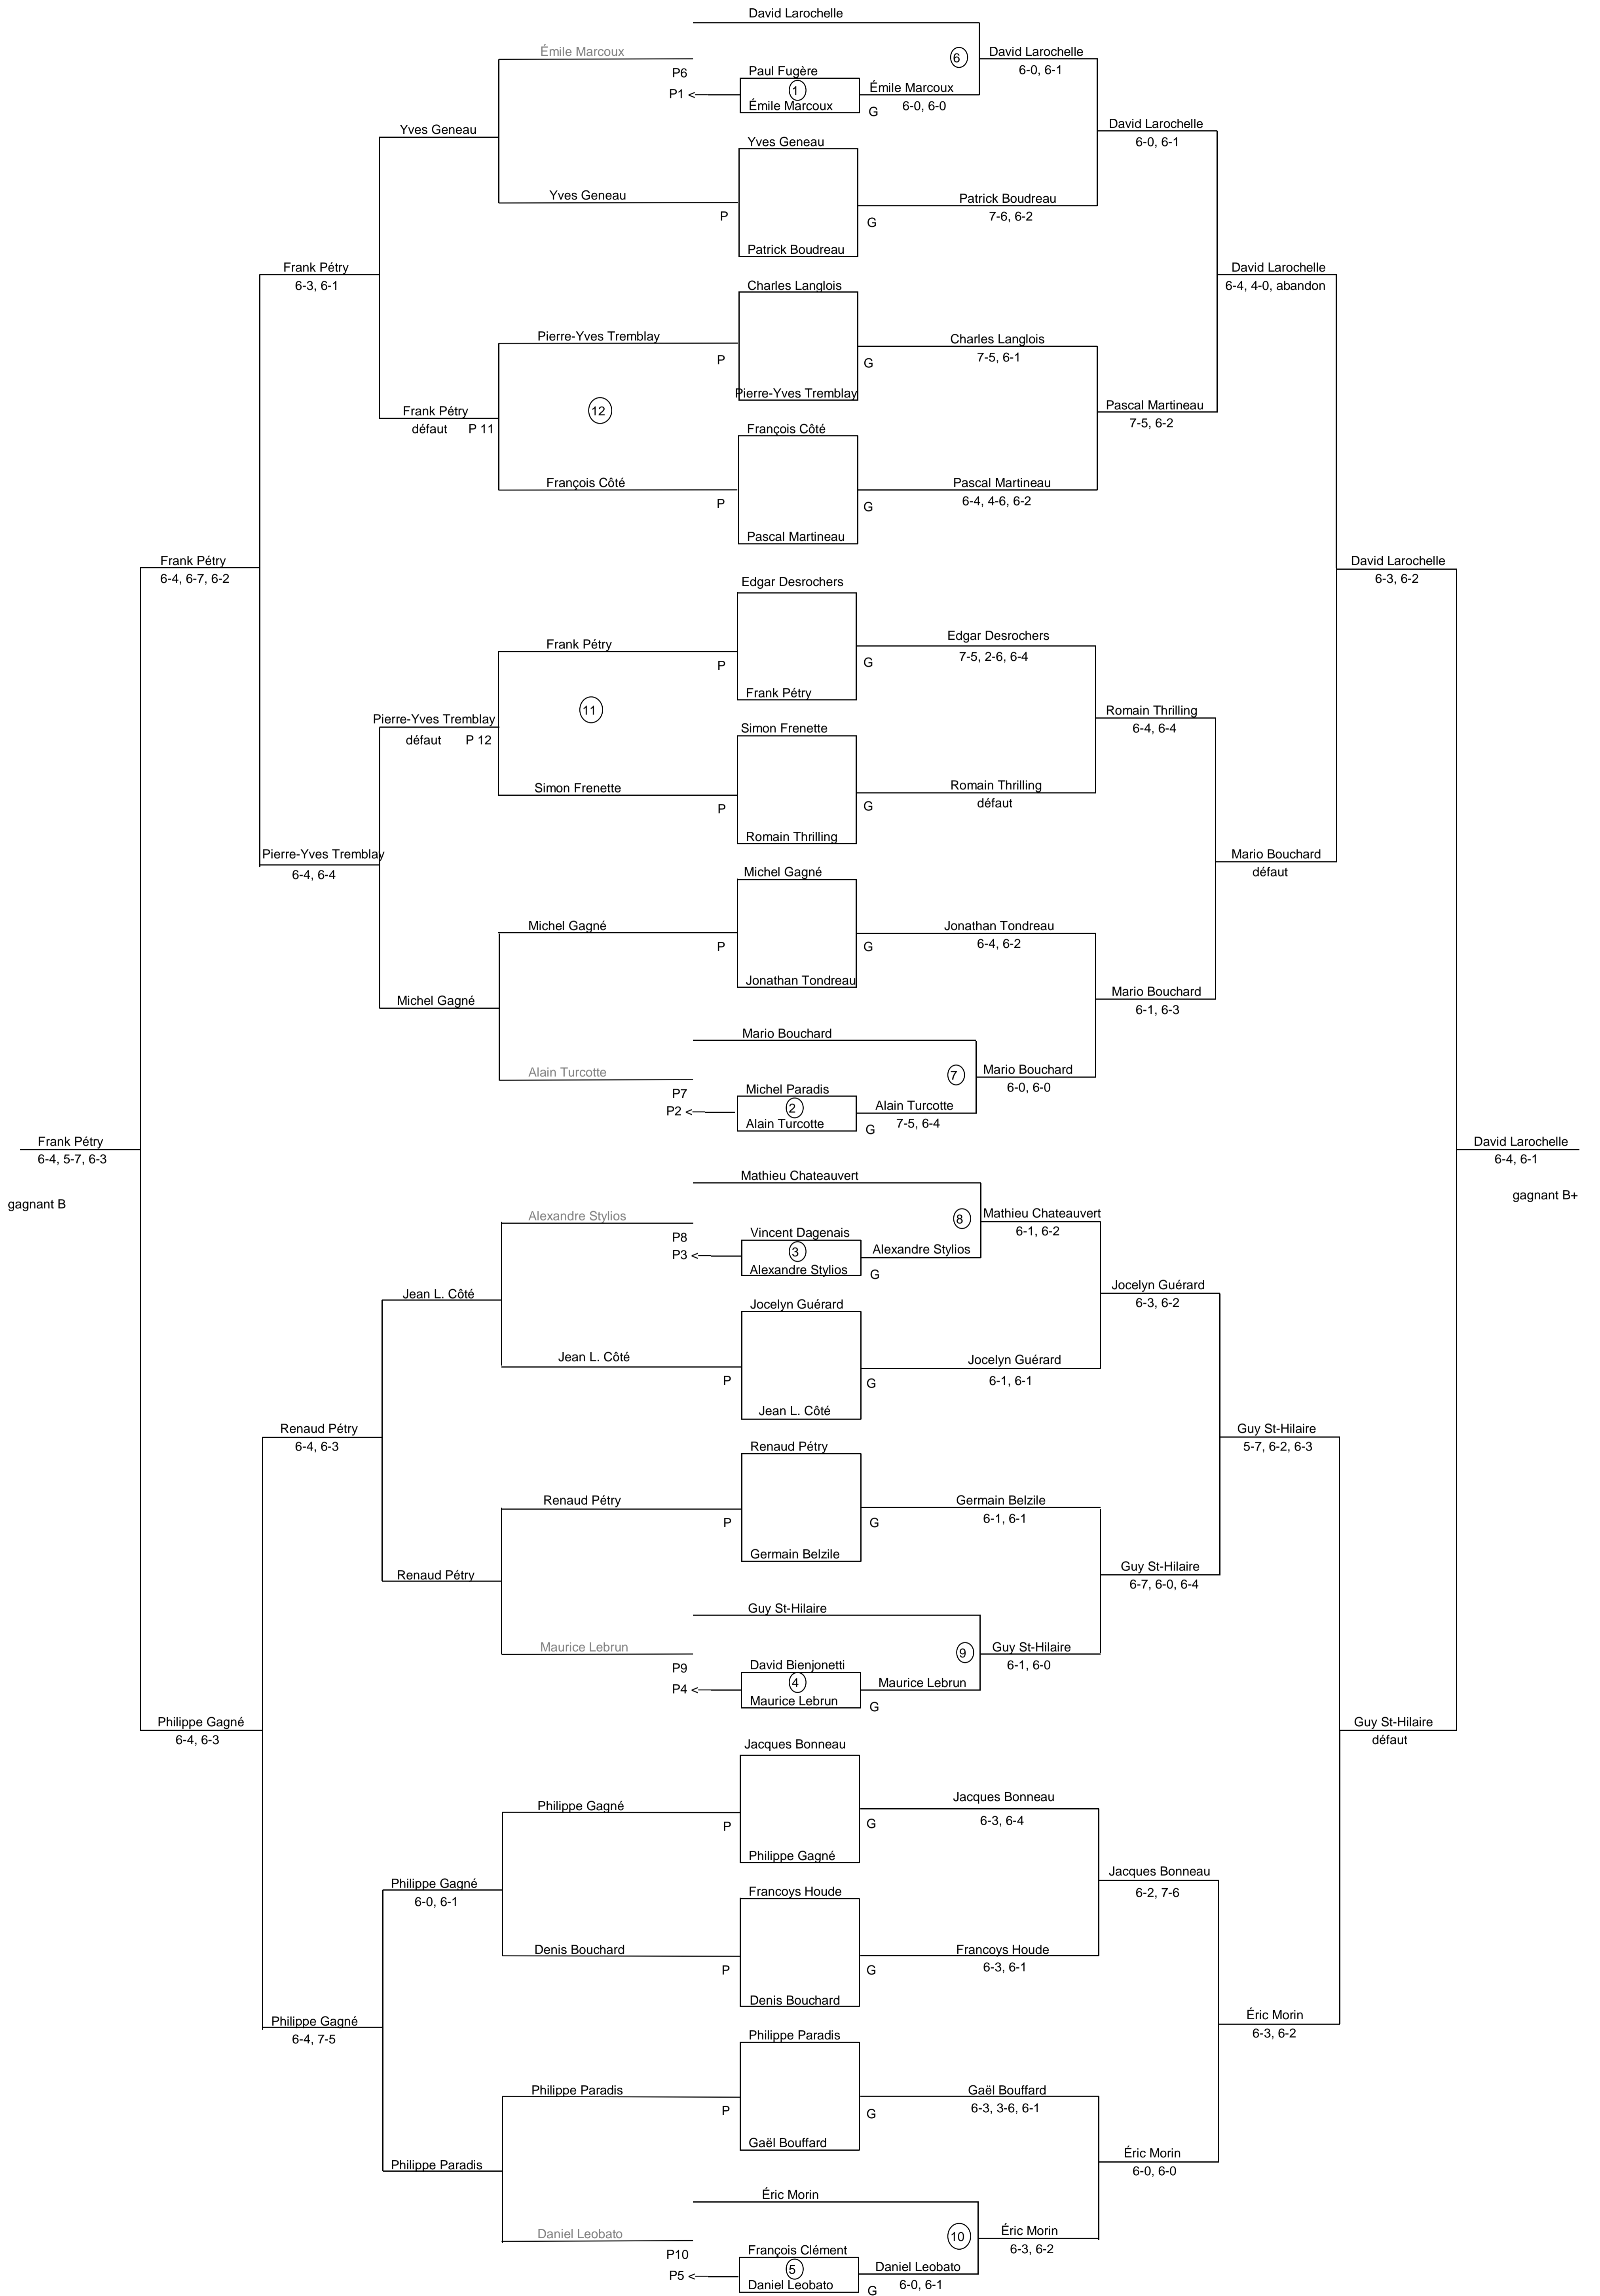 David Larochelle
Émile Marcoux
6
David Larochelle
P6
Paul Fugère
6-0, 6-1
P1 <
1
Émile Marcoux
Émile Marcoux
G
6-0, 6-0
Yves Geneau
David Larochelle
Yves Geneau
6-0, 6-1
Yves Geneau
Patrick Boudreau
P
G
7-6, 6-2
Patrick Boudreau
Frank Pétry
David Larochelle
6-3, 6-1
Charles Langlois
6-4, 4-0, abandon
Pierre-Yves Tremblay
Charles Langlois
P
G
7-5, 6-1
Pierre-Yves Tremblay
12
Frank Pétry
Pascal Martineau
défaut
P 11
François Côté
7-5, 6-2
François Côté
Pascal Martineau
P
G
6-4, 4-6, 6-2
Pascal Martineau
Frank Pétry
David Larochelle
6-4, 6-7, 6-2
Edgar Desrochers
6-3, 6-2
Frank Pétry
Edgar Desrochers
P
G
7-5, 2-6, 6-4
Frank Pétry
11
Pierre-Yves Tremblay
Romain Thrilling
défaut
P 12
Simon Frenette
6-4, 6-4
Simon Frenette
Romain Thrilling
P
G
défaut
Romain Thrilling
Pierre-Yves Tremblay
Mario Bouchard
6-4, 6-4
Michel Gagné
défaut
Michel Gagné
Jonathan Tondreau
P
G
6-4, 6-2
Jonathan Tondreau
Michel Gagné
Mario Bouchard
6-1, 6-3
Mario Bouchard
Alain Turcotte
7
Mario Bouchard
P7
Michel Paradis
6-0, 6-0
P2 <
2
Alain Turcotte
Alain Turcotte
G
7-5, 6-4
Frank Pétry
David Larochelle
6-4, 5-7, 6-3
6-4, 6-1
gagnant B
gagnant B+
Mathieu Chateauvert
Alexandre Stylios
8
Mathieu Chateauvert
P8
Vincent Dagenais
6-1, 6-2
P3 <
3
Alexandre Stylios
Alexandre Stylios
G
Jean L. Côté
Jocelyn Guérard
Jocelyn Guérard
6-3, 6-2
Jean L. Côté
Jocelyn Guérard
P
G
6-1, 6-1
Jean L. Côté
Renaud Pétry
Guy St-Hilaire
6-4, 6-3
Renaud Pétry
5-7, 6-2, 6-3
Renaud Pétry
Germain Belzile
P
G
6-1, 6-1
Germain Belzile
Renaud Pétry
Guy St-Hilaire
6-7, 6-0, 6-4
Guy St-Hilaire
Maurice Lebrun
9
Guy St-Hilaire
P9
David Bienjonetti
6-1, 6-0
P4 <
4
Maurice Lebrun
Maurice Lebrun
G
Philippe Gagné
Guy St-Hilaire
6-4, 6-3
Jacques Bonneau
défaut
Philippe Gagné
Jacques Bonneau
P
G
6-3, 6-4
Philippe Gagné
Philippe Gagné
Jacques Bonneau
6-0, 6-1
Francoys Houde
6-2, 7-6
Denis Bouchard
Francoys Houde
P
G
6-3, 6-1
Denis Bouchard
Philippe Gagné
Éric Morin
6-4, 7-5
Philippe Paradis
6-3, 6-2
Philippe Paradis
Gaël Bouffard
P
G
6-3, 3-6, 6-1
Gaël Bouffard
Philippe Paradis
Éric Morin
6-0, 6-0
Éric Morin
Daniel Leobato
10
Éric Morin
P10
François Clément
6-3, 6-2
P5 <
5
Daniel Leobato
Daniel Leobato
G
6-0, 6-1